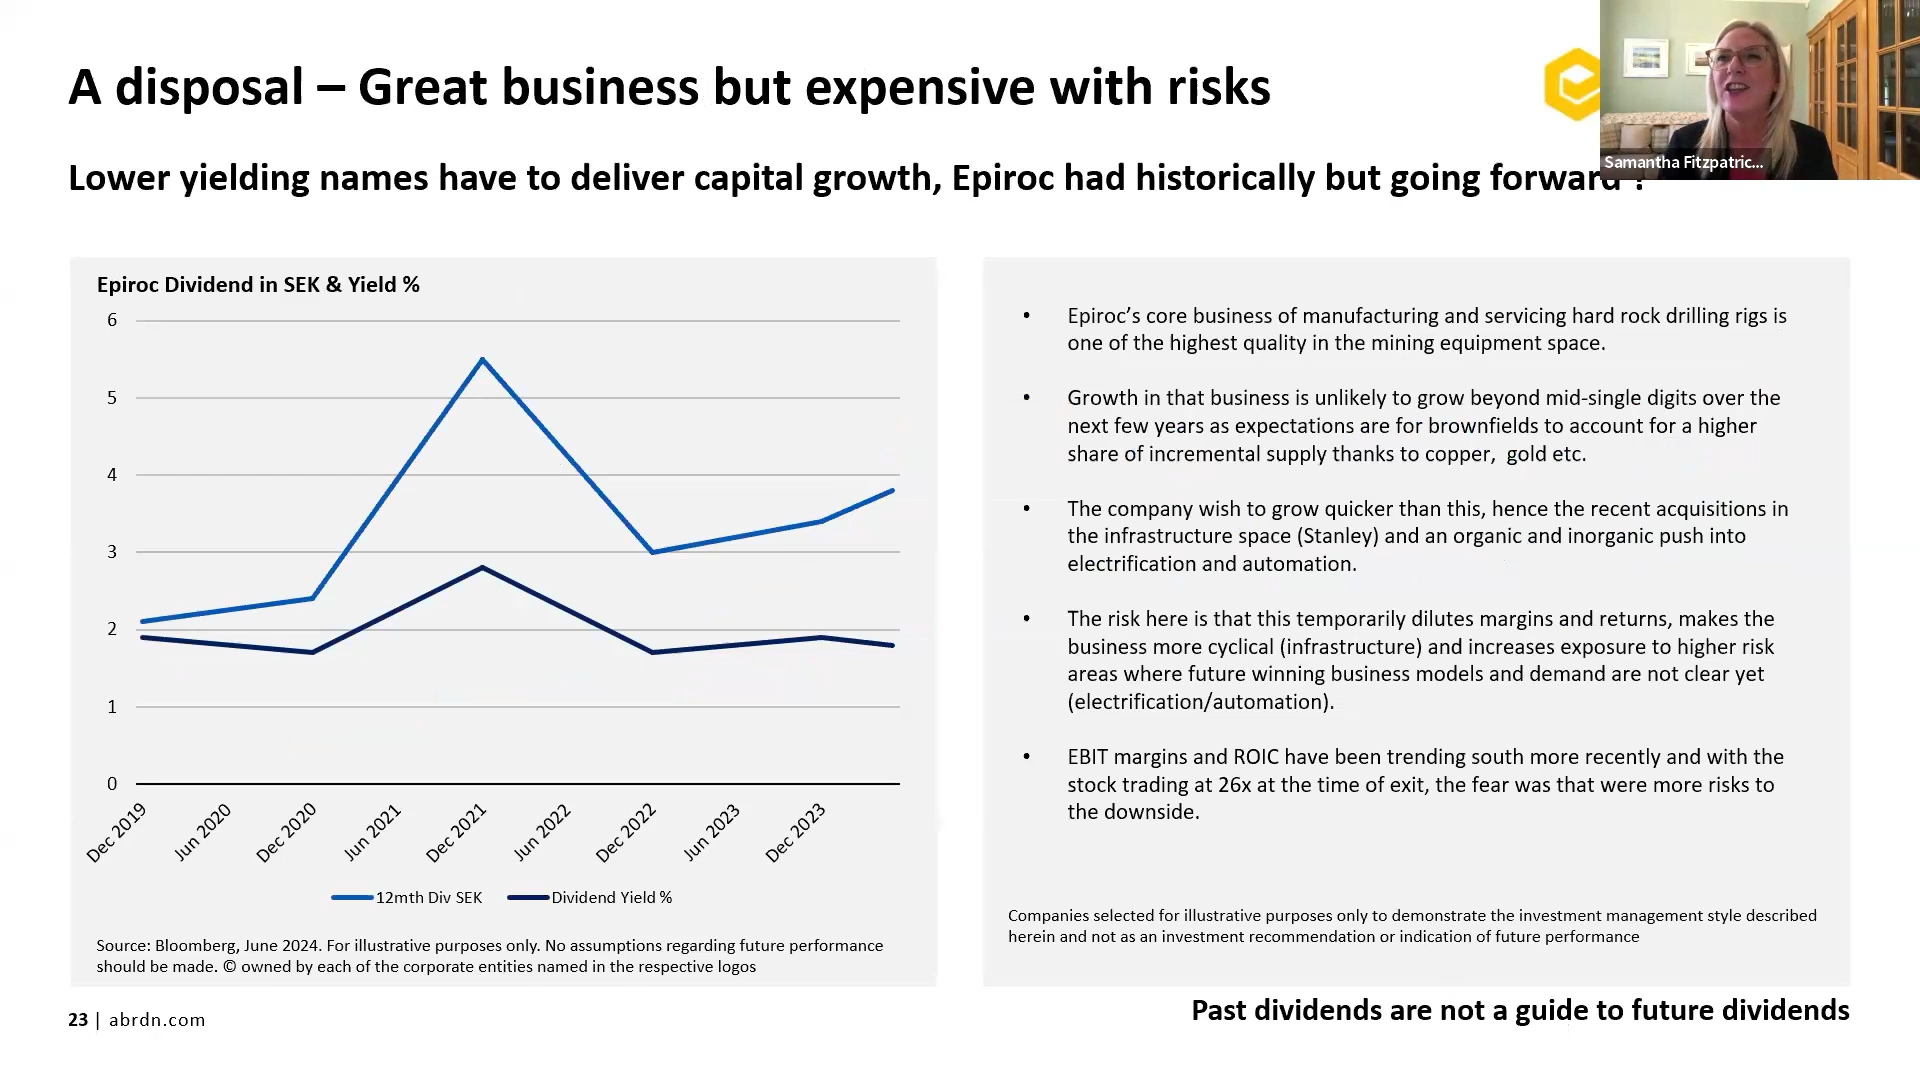 A disposal – Great business but expensive with risks
Samantha Fitzpatric...
Lower yielding names have to deliver capital growth, Epiroc had historically but going forward ?
Epiroc Dividend in SEK & Yield %
6
5
4
3
2
1
0
Dec 2019
Jun 2020
Dec 2020
Jun 2021
Dec 2021
Jun 2022
Dec 2022
Jun 2023
Dec 2023
12mth Div SEK
Dividend Yield %
Source: Bloomberg, June 2024. For illustrative purposes only. No assumptions regarding future performance
should be made. © owned by each of the corporate entities named in the respective logos
• Epiroc’s core business of manufacturing and servicing hard rock drilling rigs is
one of the highest quality in the mining equipment space.
• Growth in that business is unlikely to grow beyond mid-single digits over the
next few years as expectations are for brownfields to account for a higher
share of incremental supply thanks to copper, gold etc.
• The company wish to grow quicker than this, hence the recent acquisitions in
the infrastructure space (Stanley) and an organic and inorganic push into
electrification and automation.
• The risk here is that this temporarily dilutes margins and returns, makes the
business more cyclical (infrastructure) and increases exposure to higher risk
areas where future winning business models and demand are not clear yet
(electrification/automation).
• EBIT margins and ROIC have been trending south more recently and with the
stock trading at 26x at the time of exit, the fear was that were more risks to
the downside.
Companies selected for illustrative purposes only to demonstrate the investment management style described
herein and not as an investment recommendation or indication of future performance
23 | abrdn.com
Past dividends are not a guide to future dividends